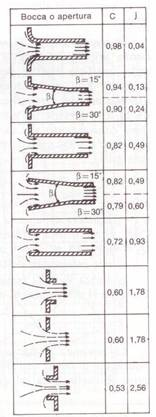 Bocca o apertura C j
0,98 0,04
β=15° 0,94 0,13
β
β=30° 0,90 0,24
0,82 0,49
β=15° 0,82 0,49
β
β=30° 0,79 0,60
0,72 0,93
0,60 1,78
0,60 1,78
0,53 2,56